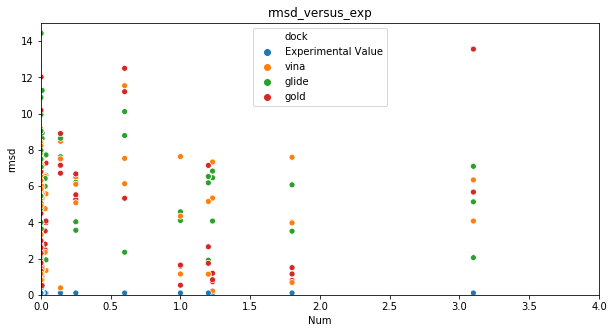 rmsd_versus_exp
dock
Experimental Value
vina
glide
gold
rmsd
14
12
10
8
6
4
2
0
0.0 0.5 1.0 1.5 2.0 2.5 3.0 3.5 4.0
Num